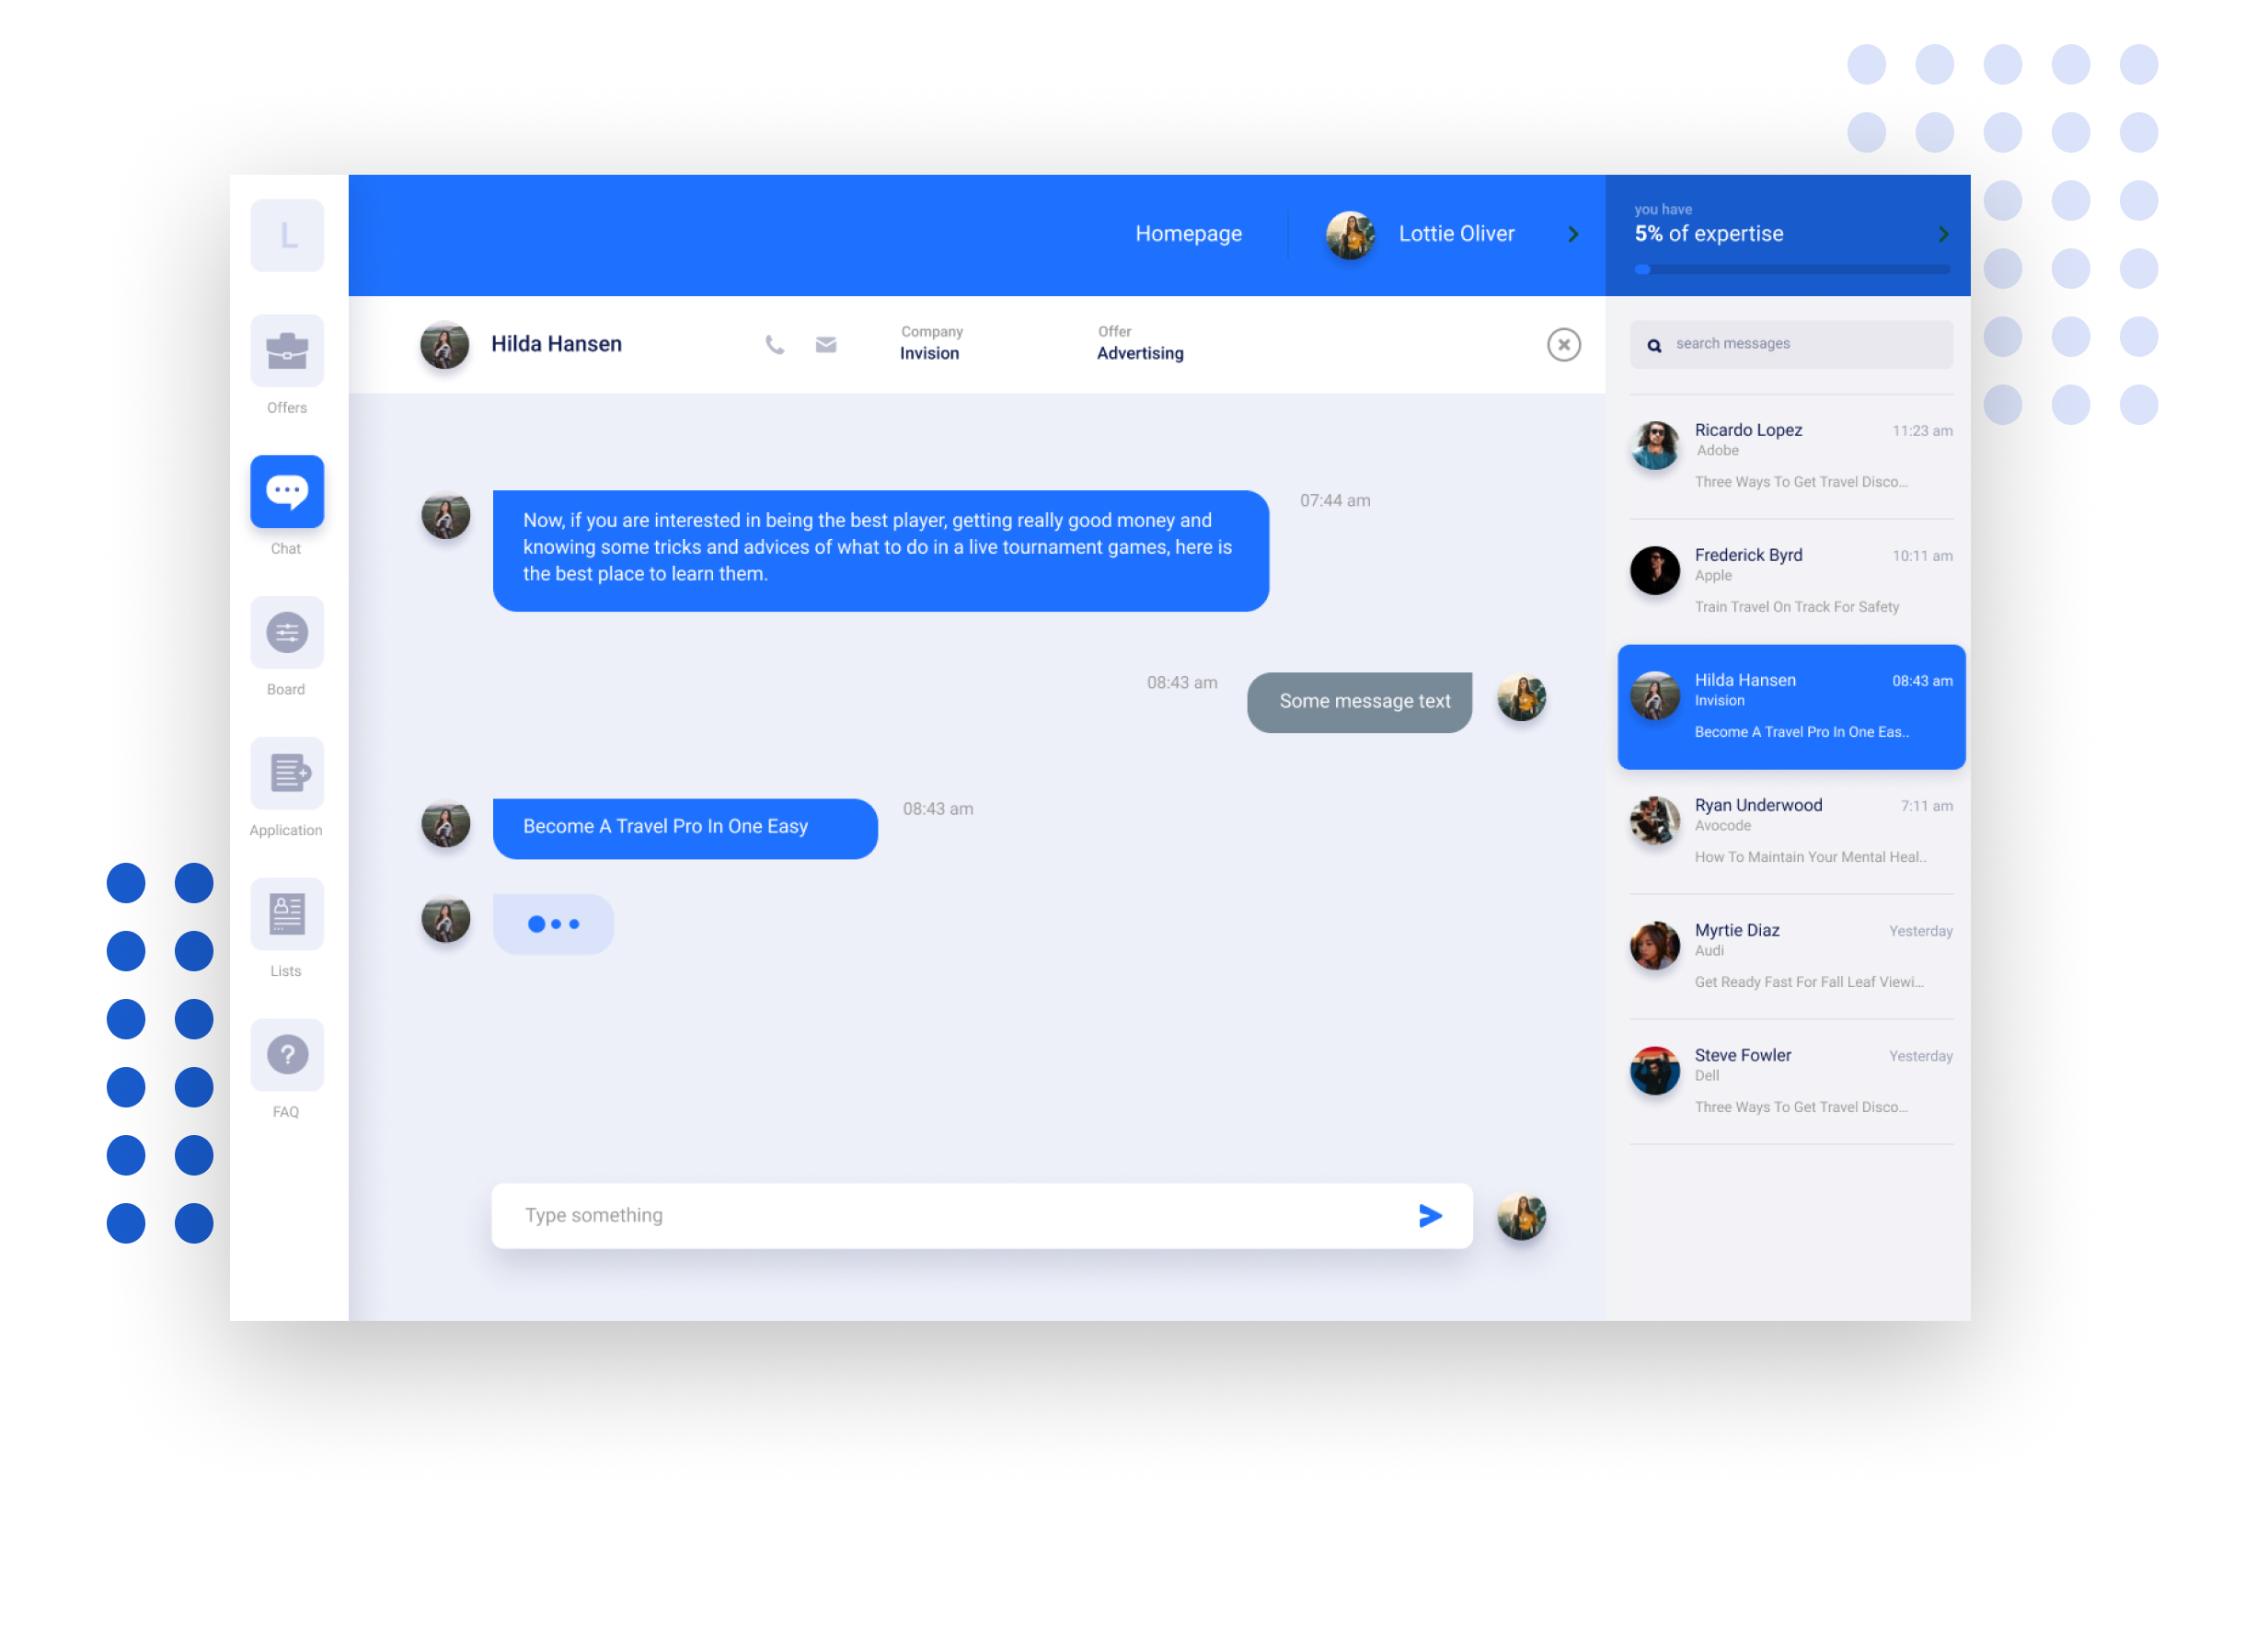 L
Offers
Chat
Board
Application
Lists
FAQ
Homepage
Lottie Oliver
you have
5% of expertise
Hilda Hansen
Company
Invision
Offer
Advertising
07:44 am
Now, if you are interested in being the best player, getting really good money and
knowing some tricks and advices of what to do in a live tournament games, here is
the best place to learn them.
08:43 am
Some message text
Become A Travel Pro In One Easy
08:43 am
Type something
search messages
Ricardo Lopez
11:23 am
Adobe
Three Ways To Get Travel Disco...
Frederick Byrd
10:11 am
Apple
Train Travel On Track For Safety
Hilda Hansen
08:43 am
Invision
Become A Travel Pro In One Eas..
Ryan Underwood
7:11 am
Avocode
How To Maintain Your Mental Heal..
Myrtie Diaz
Yesterday
Audi
Get Ready Fast For Fall Leaf Viewi...
Steve Fowler
Yesterday
Dell
Three Ways To Get Travel Disco...